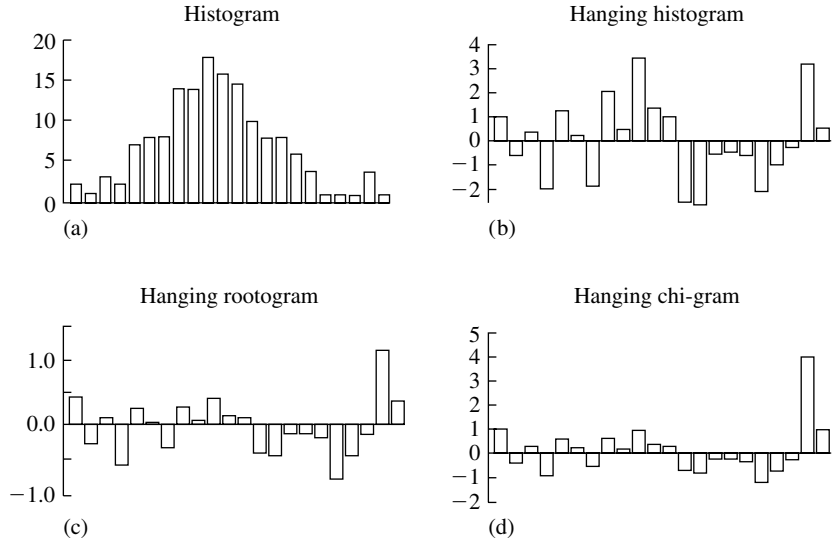 Histogram
20
15
10
5
0
(a)
Hanging histogram
4
3
2
1
0
−1
−2
(b)
Hanging rootogram
1.0
0.0
−1.0
(c)
Hanging chi-gram
5
4
3
2
1
0
−1
−2
(d)